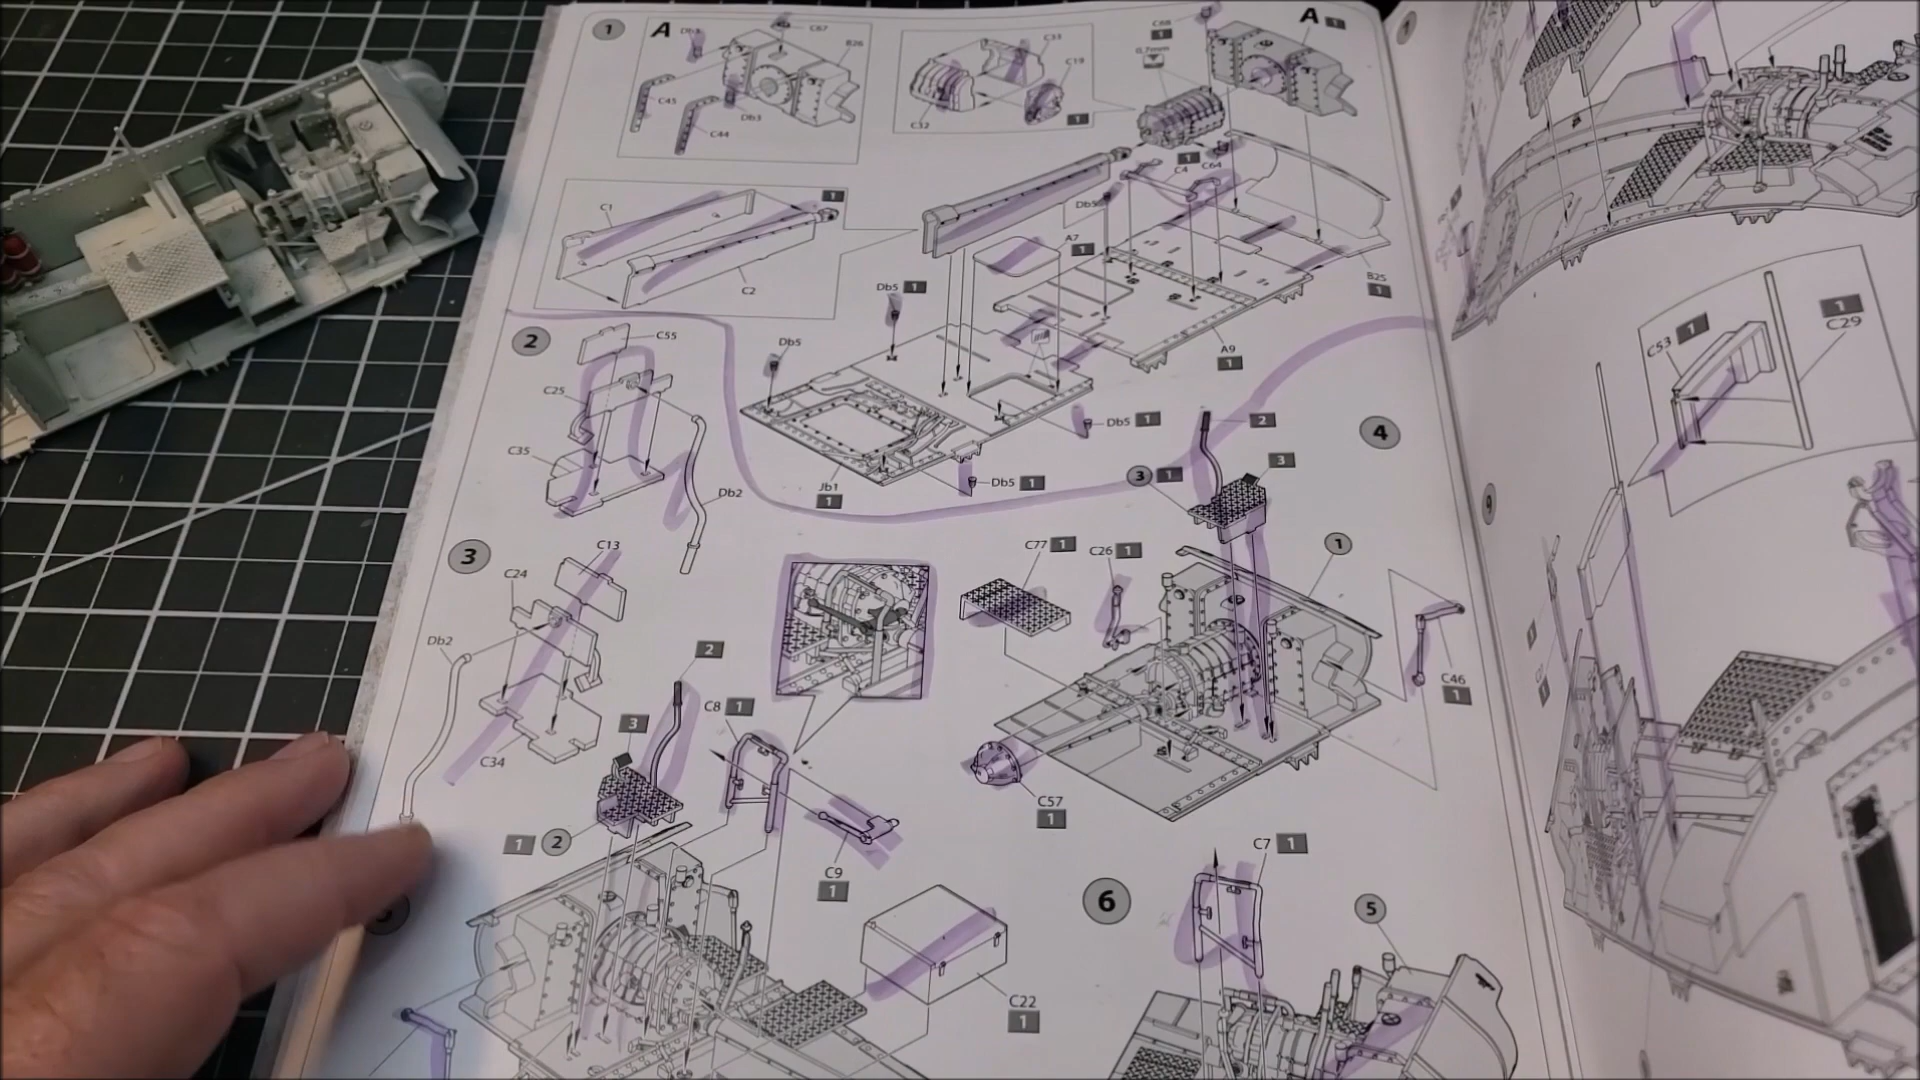 1
A
Db3
C67
B26
C45
C44
Db3
C33
C19
C32
1
C68
1
0.7mm
A 1
1
C64
C4
Db5
C1
1
C2
A7
1
B25
1
Db5 1
Db5
A9
1
Db5 1
Db5 1
Jb1
1
2
C55
C25
C35
Db2
3
C13
C24
Db2
C34
4
2
3
3 1
C77 1
C26 1
1
C46
1
C57
1
2
3
C8 1
1 2
C9
1
C22
1
6
C7 1
5
C53 1
1
C29